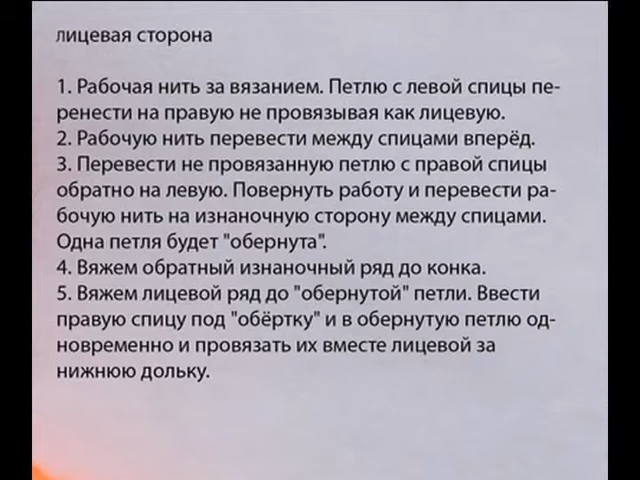 лицевая сторона
1. Рабочая нить за вязанием. Петлю с левой спицы пе-
ренести на правую не провязывая как лицевую.
2. Рабочую нить перевести между спицами вперёд.
3. Перевести не провязанную петлю с правой спицы
обратно на левую. Повернуть работу и перевести ра-
бочую нить на изнаночную сторону между спицами.
Одна петля будет "обернута".
4. Вяжем обратный изнаночный ряд до конка.
5. Вяжем лицевой ряд до "обернутой" петли. Ввести
правую спицу под "обёртку" и в обернутую петлю од-
новременно и провязать их вместе лицевой за
нижнюю дольку.